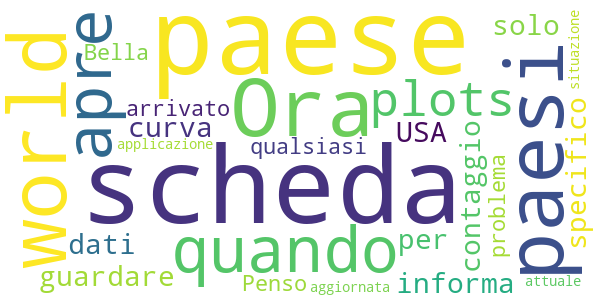 world
paese
scheda
Ora
quando
paesi
apre
plots
Bella
arrivato
curva
qualsiasi
applicazione
USA
solo
specifico
situazione
contagio
problema
dati
per
guardare
Penso
informa
aggiornata
attuale